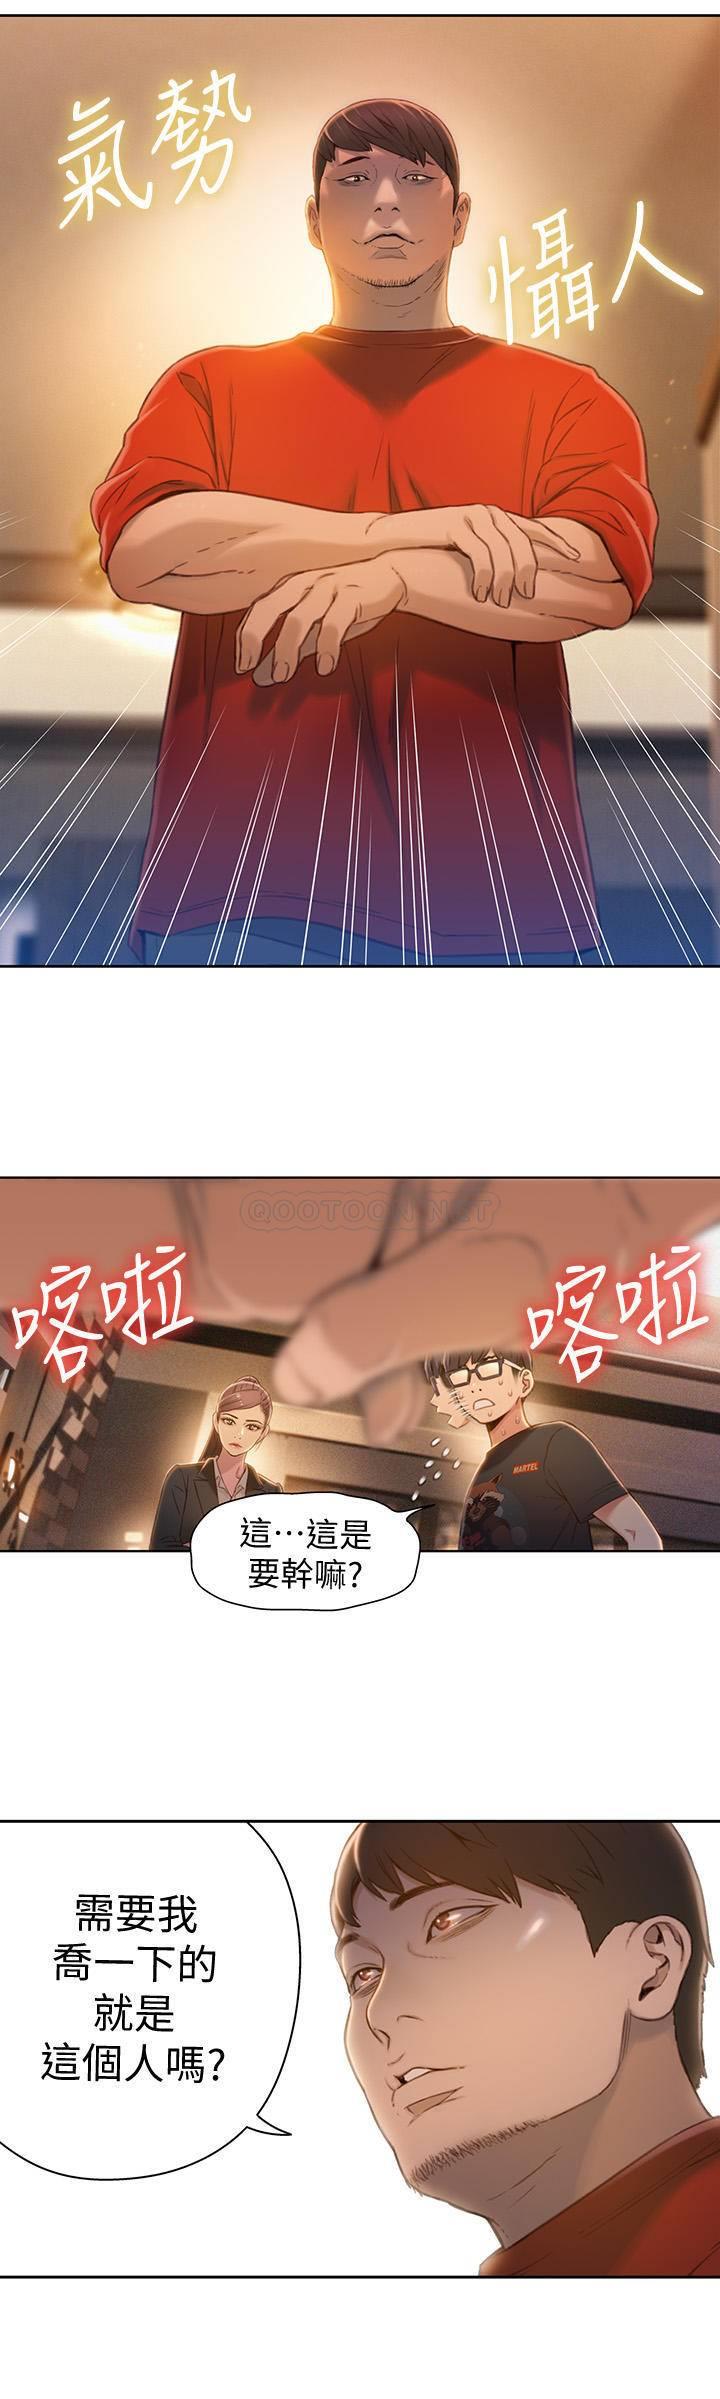 氣勢
懾人
QOOTOON.NET
喀啦
喀啦
MARTEL
這…這是
要幹嘛?
需要我
喬一下的
就是
這個人嗎?